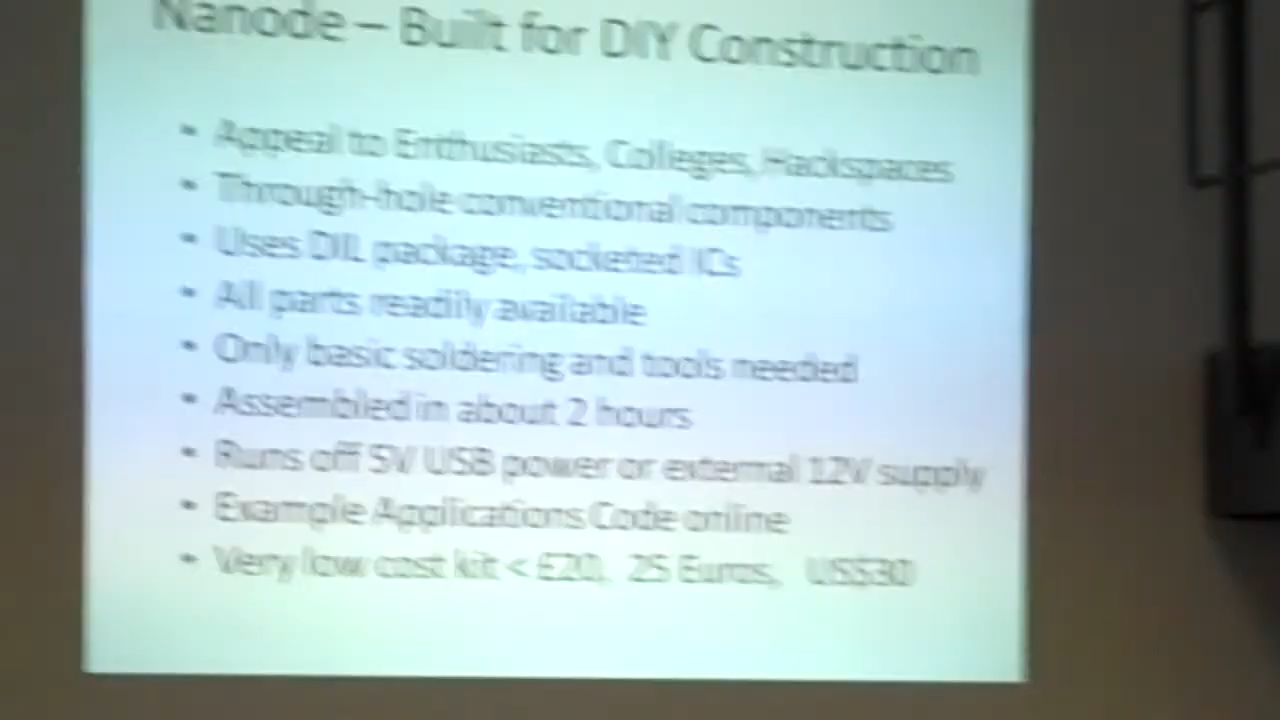 Nanode – Built for DIY Construction
• Appeal to Enthusiasts, Colleges, Hackspaces
• Through-hole conventional components
• Uses DIL package, socketed ICs
• All parts readily available
• Only basic soldering and tools needed
• Assembled in about 2 hours
• Runs off 5V USB power or external 12V supply
• Example Applications Code online
• Very low cost kit < £20, 25 Euros, US$30